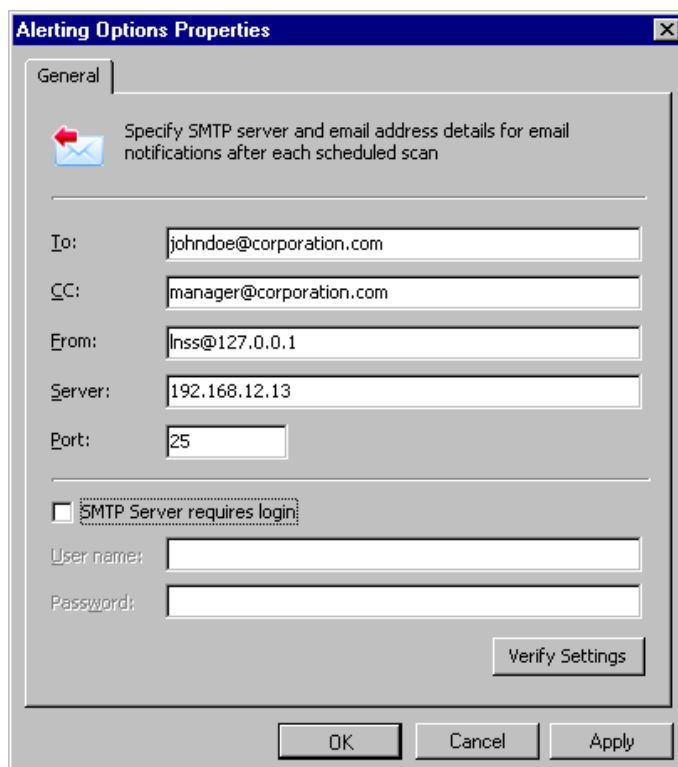 Alerting Options Properties
General
Specify SMTP server and email address details for email
notifications after each scheduled scan
To: johndoe@corporation.com
CC: manager@corporation.com
From: lnss@127.0.0.1
Server: 192.168.12.13
Port: 25
SMTP Server requires login
User name:
Password:
Verify Settings
OK Cancel Apply